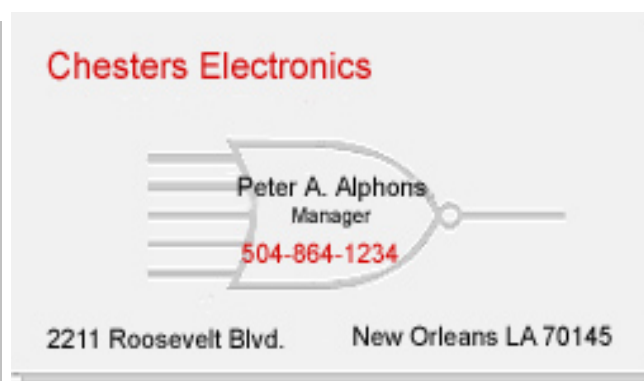 Chesters Electronics
Peter A. Alphons
Manager
504-864-1234
2211 Roosevelt Blvd. New Orleans LA 70145